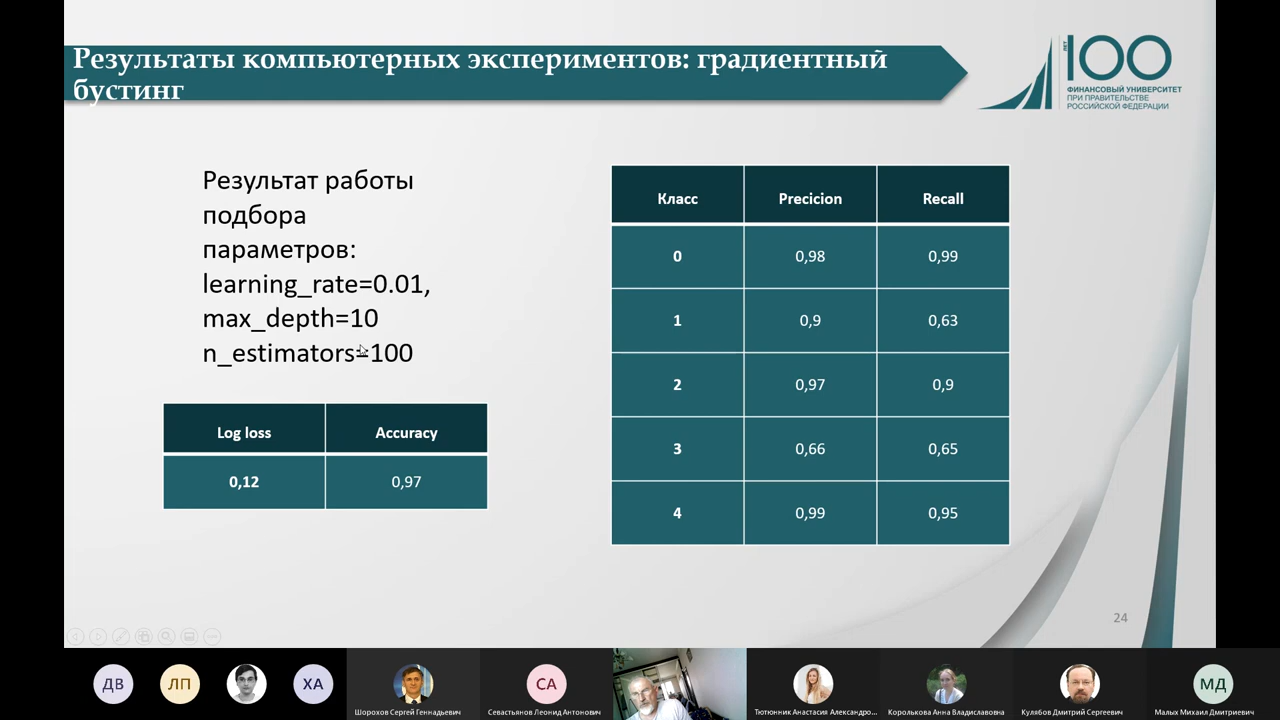 Результаты компьютерных экспериментов: градиентный
бустинг
ЛЕТ
100
ФИНАНСОВЫЙ УНИВЕРСИТЕТ
ПРИ ПРАВИТЕЛЬСТВЕ
РОССИЙСКОЙ ФЕДЕРАЦИИ
Результат работы
подбора
параметров:
learning_rate=0.01,
max_depth=10
n_estimators=100
Log loss Accuracy
0,12 0,97
Класс Precicion Recall
0 0,98 0,99
1 0,9 0,63
2 0,97 0,9
3 0,66 0,65
4 0,99 0,95
24
ДВ ЛП ХА СА МД
Шорохов Сергей Геннадьевич Севастьянов Леонид Антонович Тютюнник Анастасия Александро... Королькова Анна Владиславовна Кулябов Дмитрий Сергеевич Малых Михаил Дмитриевич